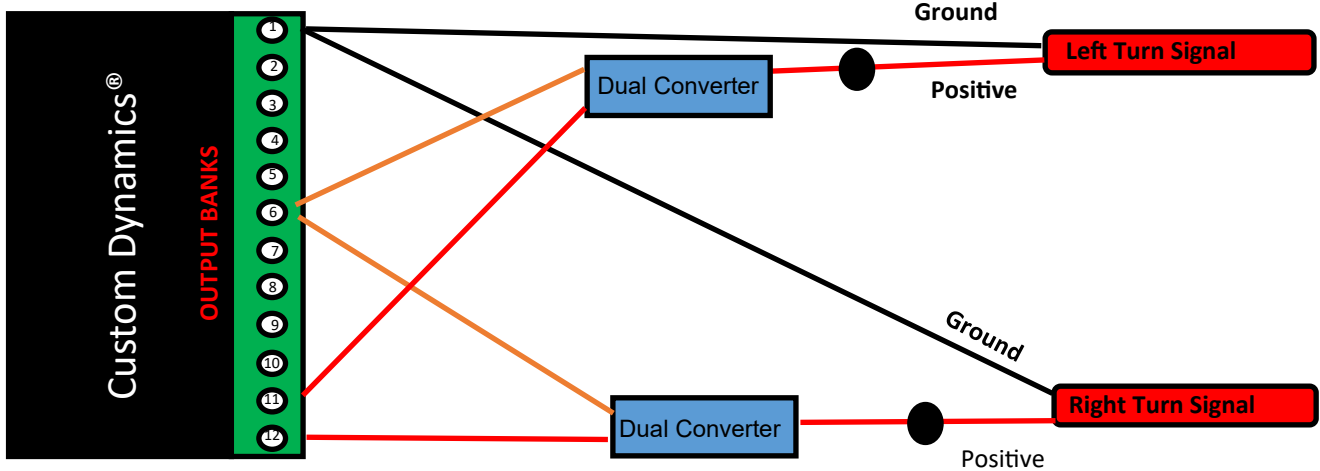 Custom Dynamics®
OUTPUT BANKS
1
2
3
4
5
6
7
8
9
10
11
12
Ground
Left Turn Signal
Dual Converter
Positive
Ground
Right Turn Signal
Dual Converter
Positive